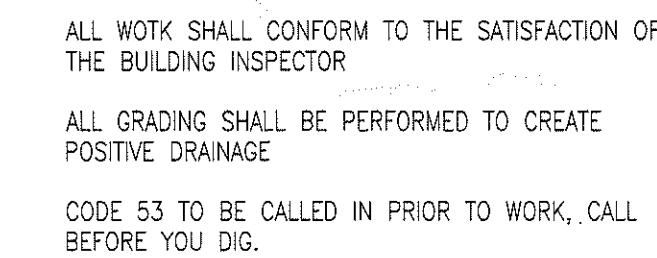 ALL WOTK SHALL CONFORM TO THE SATISFACTION OF
THE BUILDING INSPECTOR
ALL GRADING SHALL BE PERFORMED TO CREATE
POSITIVE DRAINAGE
CODE 53 TO BE CALLED IN PRIOR TO WORK, CALL
BEFORE YOU DIG.